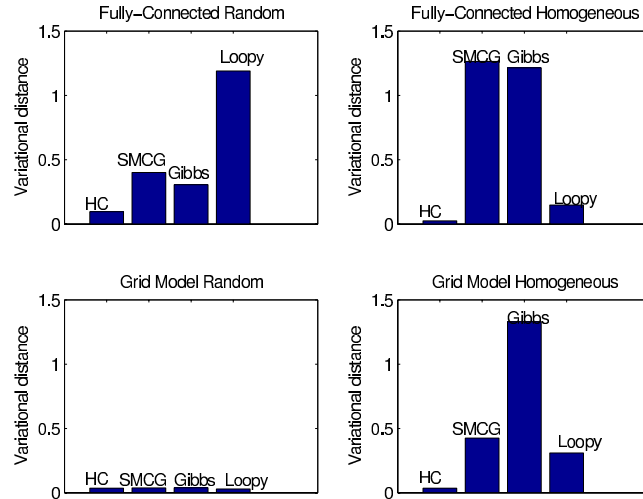 Fully-Connected Random
Variational distance
1.5
1
0.5
0
HC
SMCG
Gibbs
Loopy
Fully-Connected Homogeneous
Variational distance
1.5
1
0.5
0
HC
SMCG
Gibbs
Loopy
Grid Model Random
Variational distance
1.5
1
0.5
0
HC
SMCG
Gibbs
Loopy
Grid Model Homogeneous
Variational distance
1.5
1
0.5
0
HC
SMCG
Gibbs
Loopy